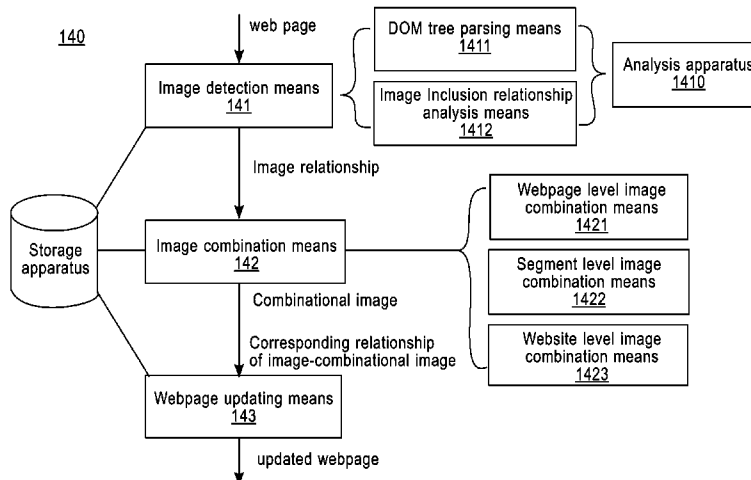 140
web page
Image detection means
141
DOM tree parsing means
1411
Image Inclusion relationship
analysis means
1412
Analysis apparatus
1410
Image relationship
Storage
apparatus
Image combination means
142
Webpage level image
combination means
1421
Segment level image
combination means
1422
Website level image
combination means
1423
Combinational image
Corresponding relationship
of image-combinational image
Webpage updating means
143
updated webpage